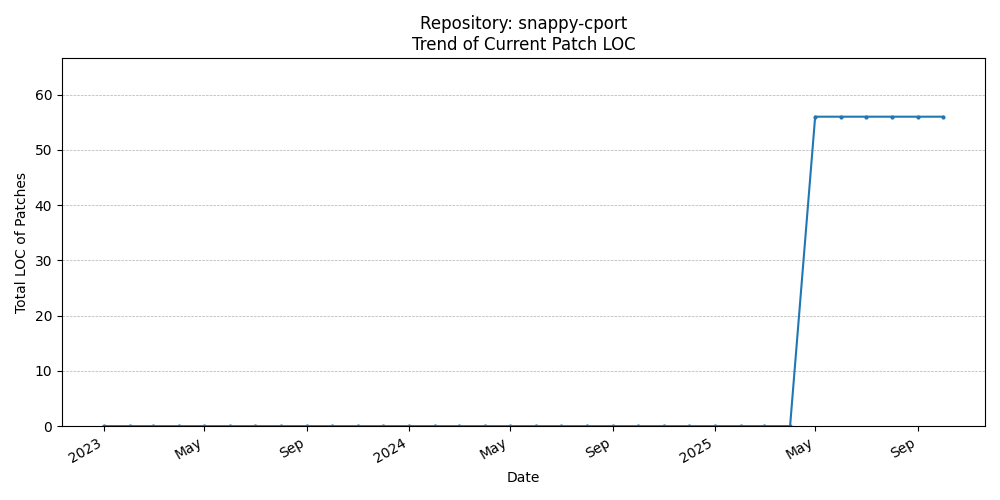 Repository: snappy-cport
Trend of Current Patch LOC
Total LOC of Patches
60
50
40
30
20
10
0
2023
May
Sep
2024
May
Sep
2025
May
Sep
Date